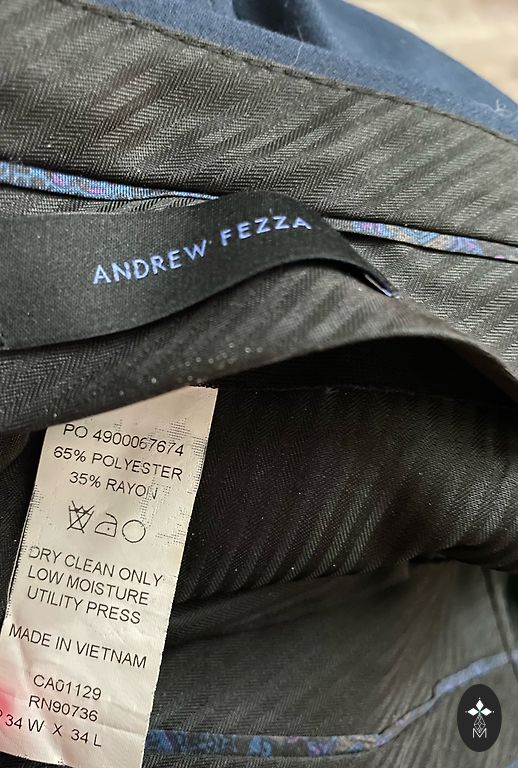 ANDREW FEZZA
PO 4900067674
65% POLYESTER
35% RAYON
DRY CLEAN ONLY
LOW MOISTURE
UTILITY PRESS
MADE IN VIETNAM
CA01129
RN90736
34 W X 34 L
M